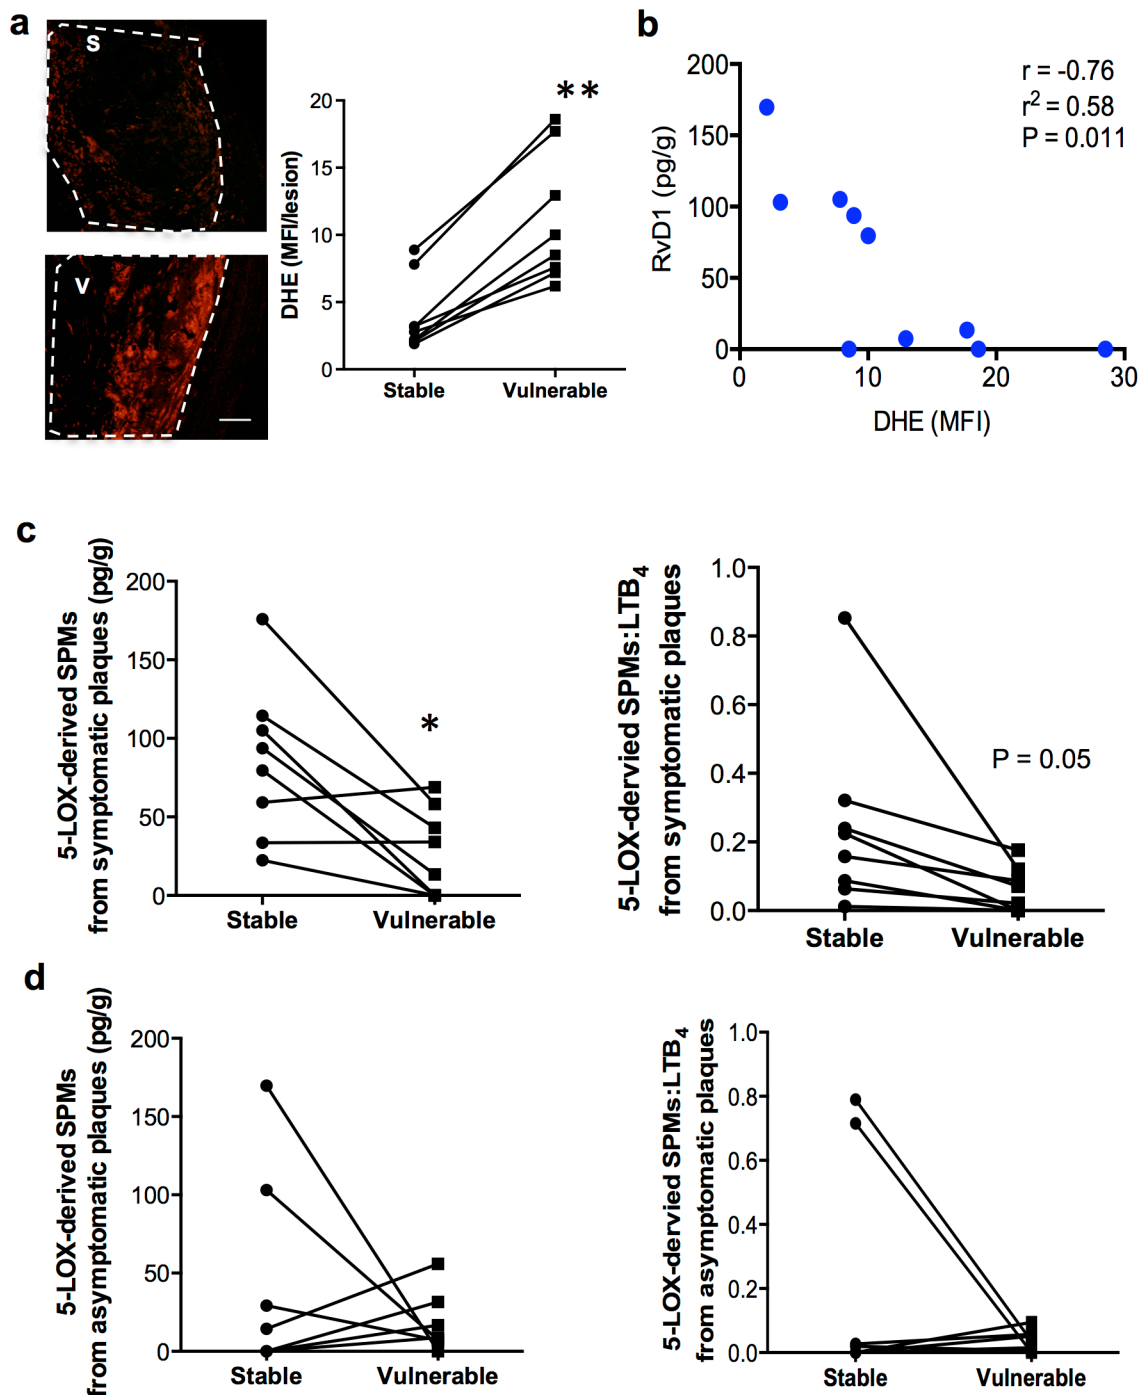 a
S
V
DHE (MFI/lesion)
20
15
10
5
0
**
Stable
Vulnerable
b
RvD1 (pg/g)
200
150
100
50
0
r = -0.76
r² = 0.58
P = 0.011
0
10
20
30
DHE (MFI)
c
5-LOX-derived SPMs
from symptomatic plaques (pg/g)
200
150
100
50
0
*
Stable
Vulnerable
5-LOX-dervied SPMs:LTB₄
from symptomatic plaques
1.0
0.8
0.6
0.4
0.2
0.0
P = 0.05
Stable
Vulnerable
d
5-LOX-derived SPMs
from asymptomatic plaques (pg/g)
200
150
100
50
0
Stable
Vulnerable
5-LOX-dervied SPMs:LTB₄
from asymptomatic plaques
1.0
0.8
0.6
0.4
0.2
0.0
Stable
Vulnerable